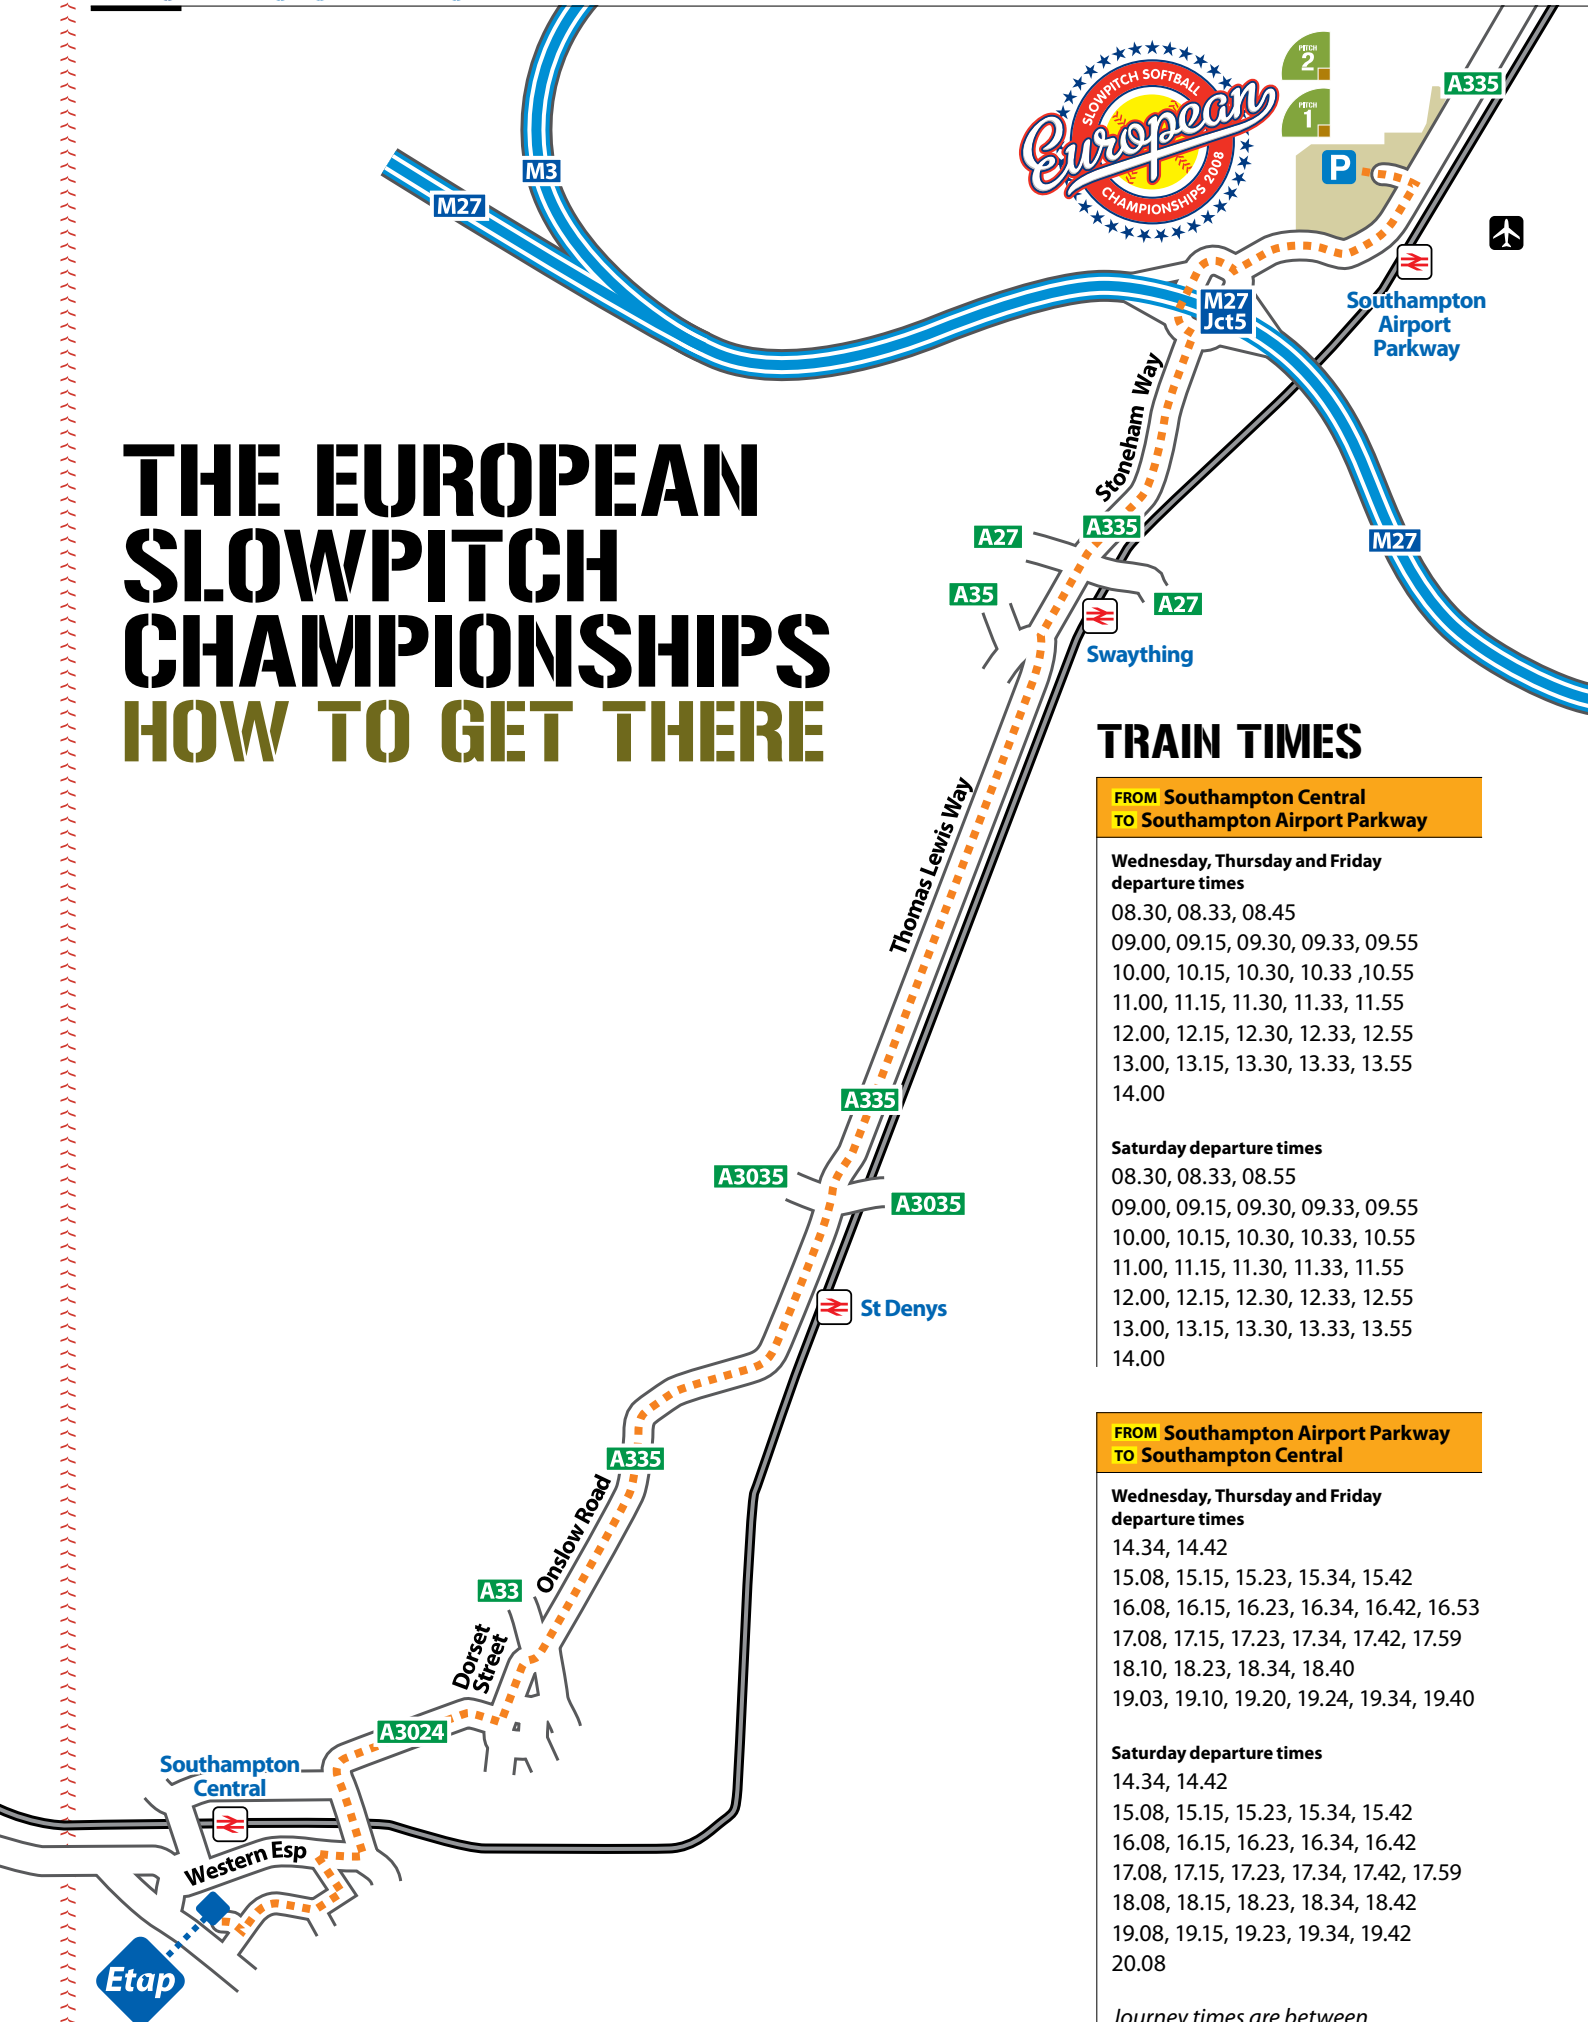 SLOWPITCH SOFTBALL
European
CHAMPIONSHIPS 2008
PITCH
2
PITCH
1
A335
P
M3
M27
Southampton
Airport
Parkway
M27
Jct5
Stoneham Way
THE EUROPEAN
SLOWPITCH
CHAMPIONSHIPS
HOW TO GET THERE
A27
A335
M27
A35
A27
Swaything
Thomas Lewis Way
A335
A3035
A3035
St Denys
A335
Onslow Road
A33
Dorset
Street
A3024
Southampton
Central
Western Esp
Etap
TRAIN TIMES
FROM Southampton Central
TO Southampton Airport Parkway
Wednesday, Thursday and Friday
departure times
08.30, 08.33, 08.45
09.00, 09.15, 09.30, 09.33, 09.55
10.00, 10.15, 10.30, 10.33 ,10.55
11.00, 11.15, 11.30, 11.33, 11.55
12.00, 12.15, 12.30, 12.33, 12.55
13.00, 13.15, 13.30, 13.33, 13.55
14.00
Saturday departure times
08.30, 08.33, 08.55
09.00, 09.15, 09.30, 09.33, 09.55
10.00, 10.15, 10.30, 10.33, 10.55
11.00, 11.15, 11.30, 11.33, 11.55
12.00, 12.15, 12.30, 12.33, 12.55
13.00, 13.15, 13.30, 13.33, 13.55
14.00
FROM Southampton Airport Parkway
TO Southampton Central
Wednesday, Thursday and Friday
departure times
14.34, 14.42
15.08, 15.15, 15.23, 15.34, 15.42
16.08, 16.15, 16.23, 16.34, 16.42, 16.53
17.08, 17.15, 17.23, 17.34, 17.42, 17.59
18.10, 18.23, 18.34, 18.40
19.03, 19.10, 19.20, 19.24, 19.34, 19.40
Saturday departure times
14.34, 14.42
15.08, 15.15, 15.23, 15.34, 15.42
16.08, 16.15, 16.23, 16.34, 16.42
17.08, 17.15, 17.23, 17.34, 17.42, 17.59
18.08, 18.15, 18.23, 18.34, 18.42
19.08, 19.15, 19.23, 19.34, 19.42
20.08
Journey times are between